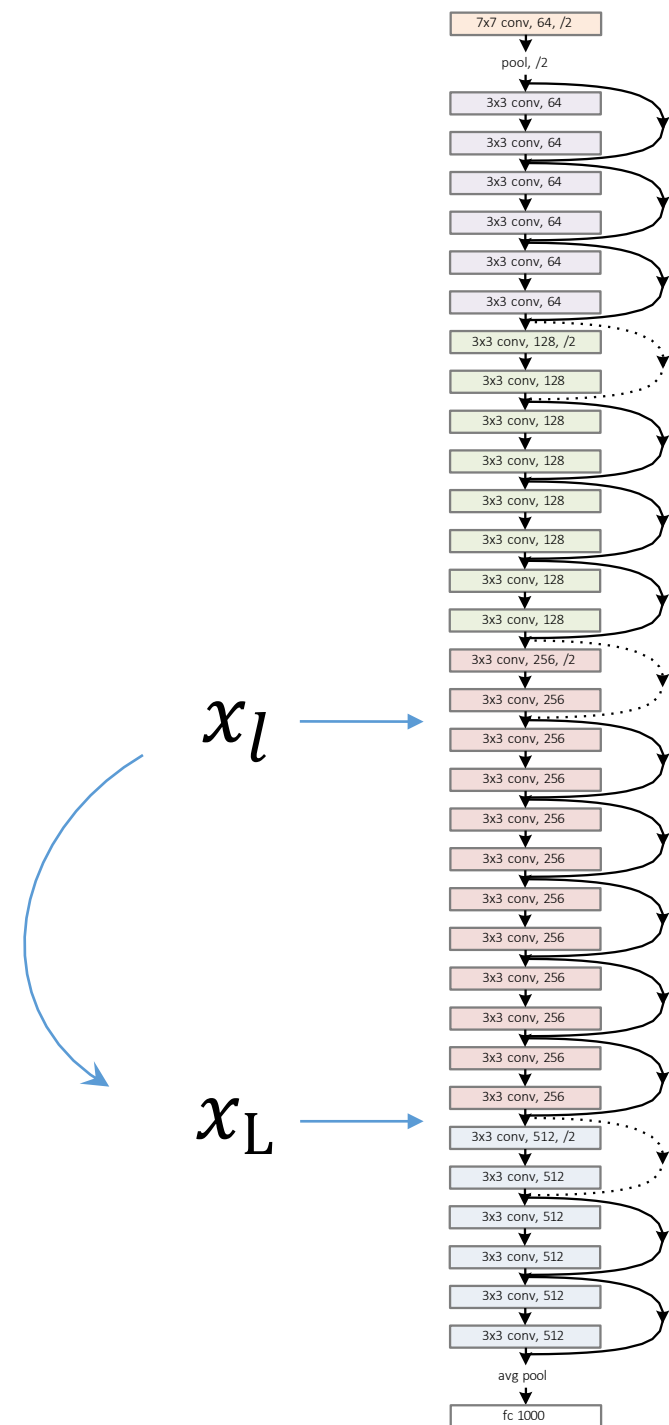 7x7 conv, 64, /2
pool, /2
3x3 conv, 64
3x3 conv, 64
3x3 conv, 64
3x3 conv, 64
3x3 conv, 64
3x3 conv, 64
3x3 conv, 128, /2
3x3 conv, 128
3x3 conv, 128
3x3 conv, 128
3x3 conv, 128
3x3 conv, 128
3x3 conv, 128
3x3 conv, 128
3x3 conv, 256, /2
3x3 conv, 256
x_l
3x3 conv, 256
3x3 conv, 256
3x3 conv, 256
3x3 conv, 256
3x3 conv, 256
3x3 conv, 256
3x3 conv, 256
3x3 conv, 256
3x3 conv, 256
3x3 conv, 256
x_L
3x3 conv, 512, /2
3x3 conv, 512
3x3 conv, 512
3x3 conv, 512
3x3 conv, 512
3x3 conv, 512
avg pool
fc 1000